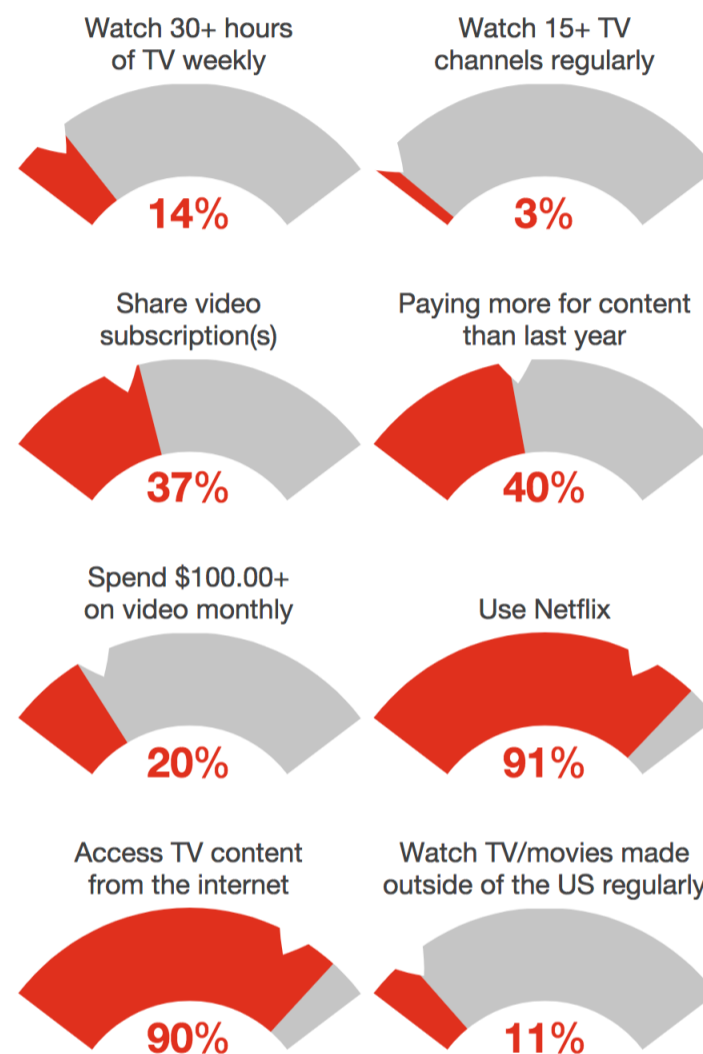 Watch 30+ hours
of TV weekly
14%
Watch 15+ TV
channels regularly
3%
Share video
subscription(s)
37%
Paying more for content
than last year
40%
Spend $100.00+
on video monthly
20%
Use Netflix
91%
Access TV content
from the internet
90%
Watch TV/movies made
outside of the US regularly
11%